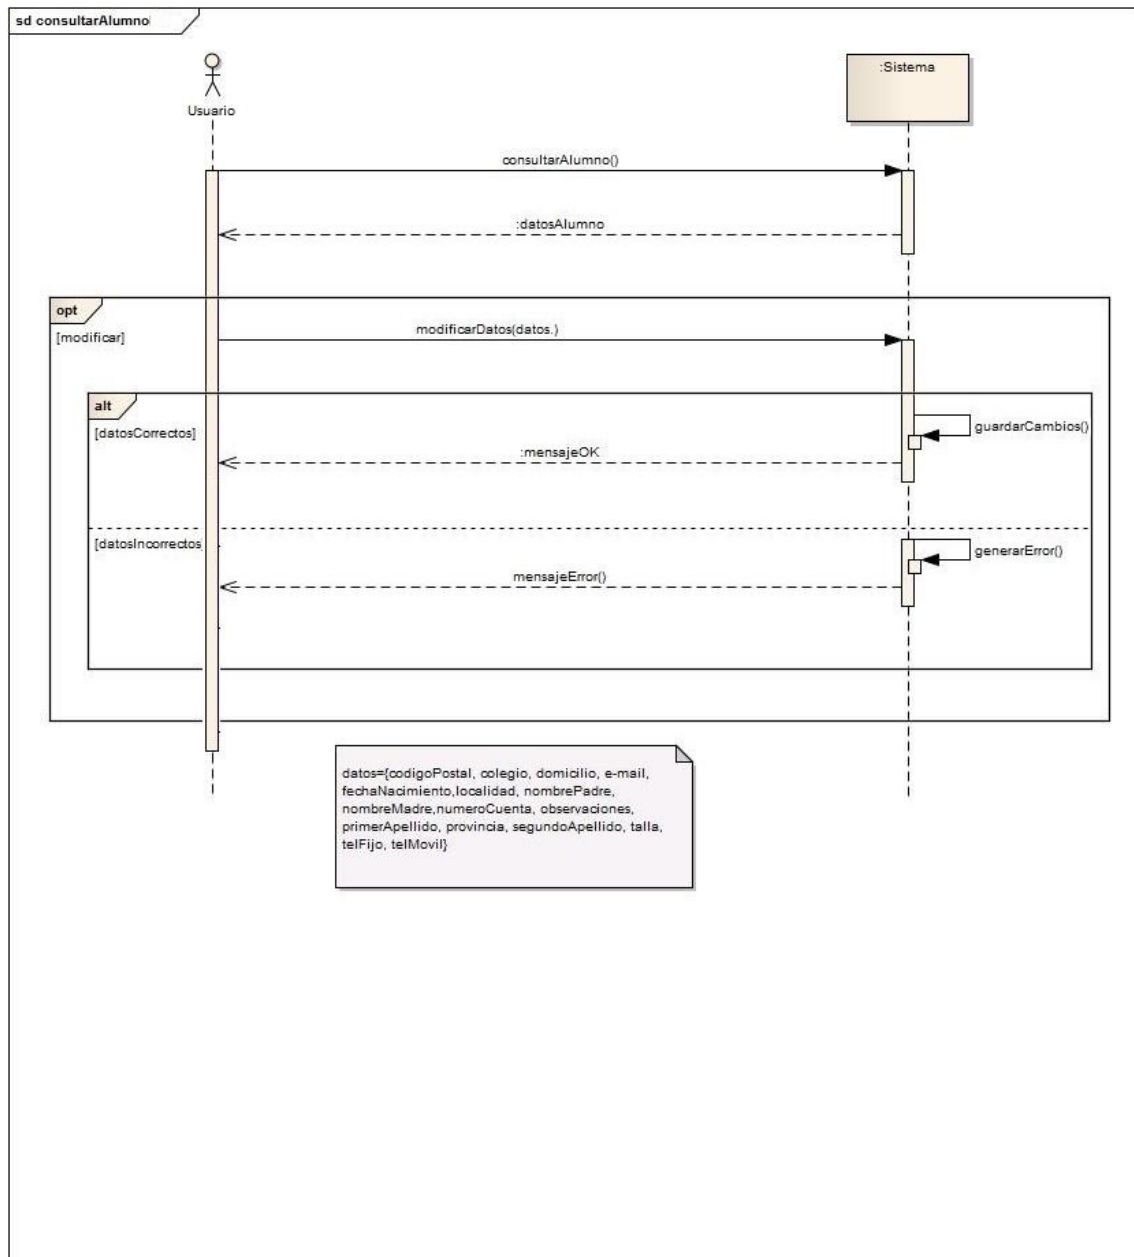 sd consultarAlumno
:Sistema
Usuario
consultarAlumno()
:datosAlumno
opt
[modificar]
modificarDatos(datos.)
alt
[datosCorrectos]
guardarCambios()
:mensajeOK
[datosIncorrectos]
generarError()
mensajeError()
datos={codigoPostal, colegio, domicilio, e-mail,
fechaNacimiento,localidad, nombrePadre,
nombreMadre,numeroCuenta, observaciones,
primerApellido, provincia, segundoApellido, talla,
telFijo, telMovil}